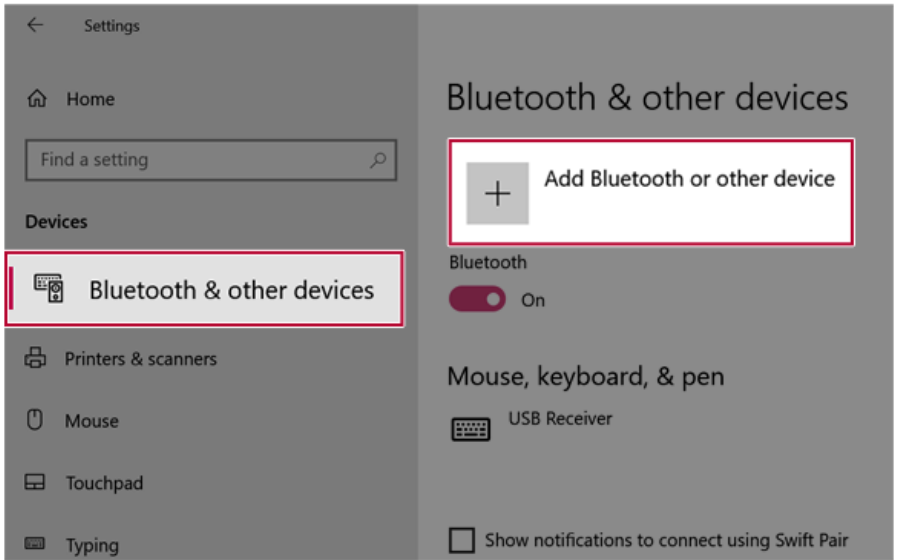 Settings
Home
Find a setting
Devices
Bluetooth & other devices
Printers & scanners
Mouse
Touchpad
Typing
Bluetooth & other devices
Add Bluetooth or other device
Bluetooth
On
Mouse, keyboard, & pen
USB Receiver
Show notifications to connect using Swift Pair